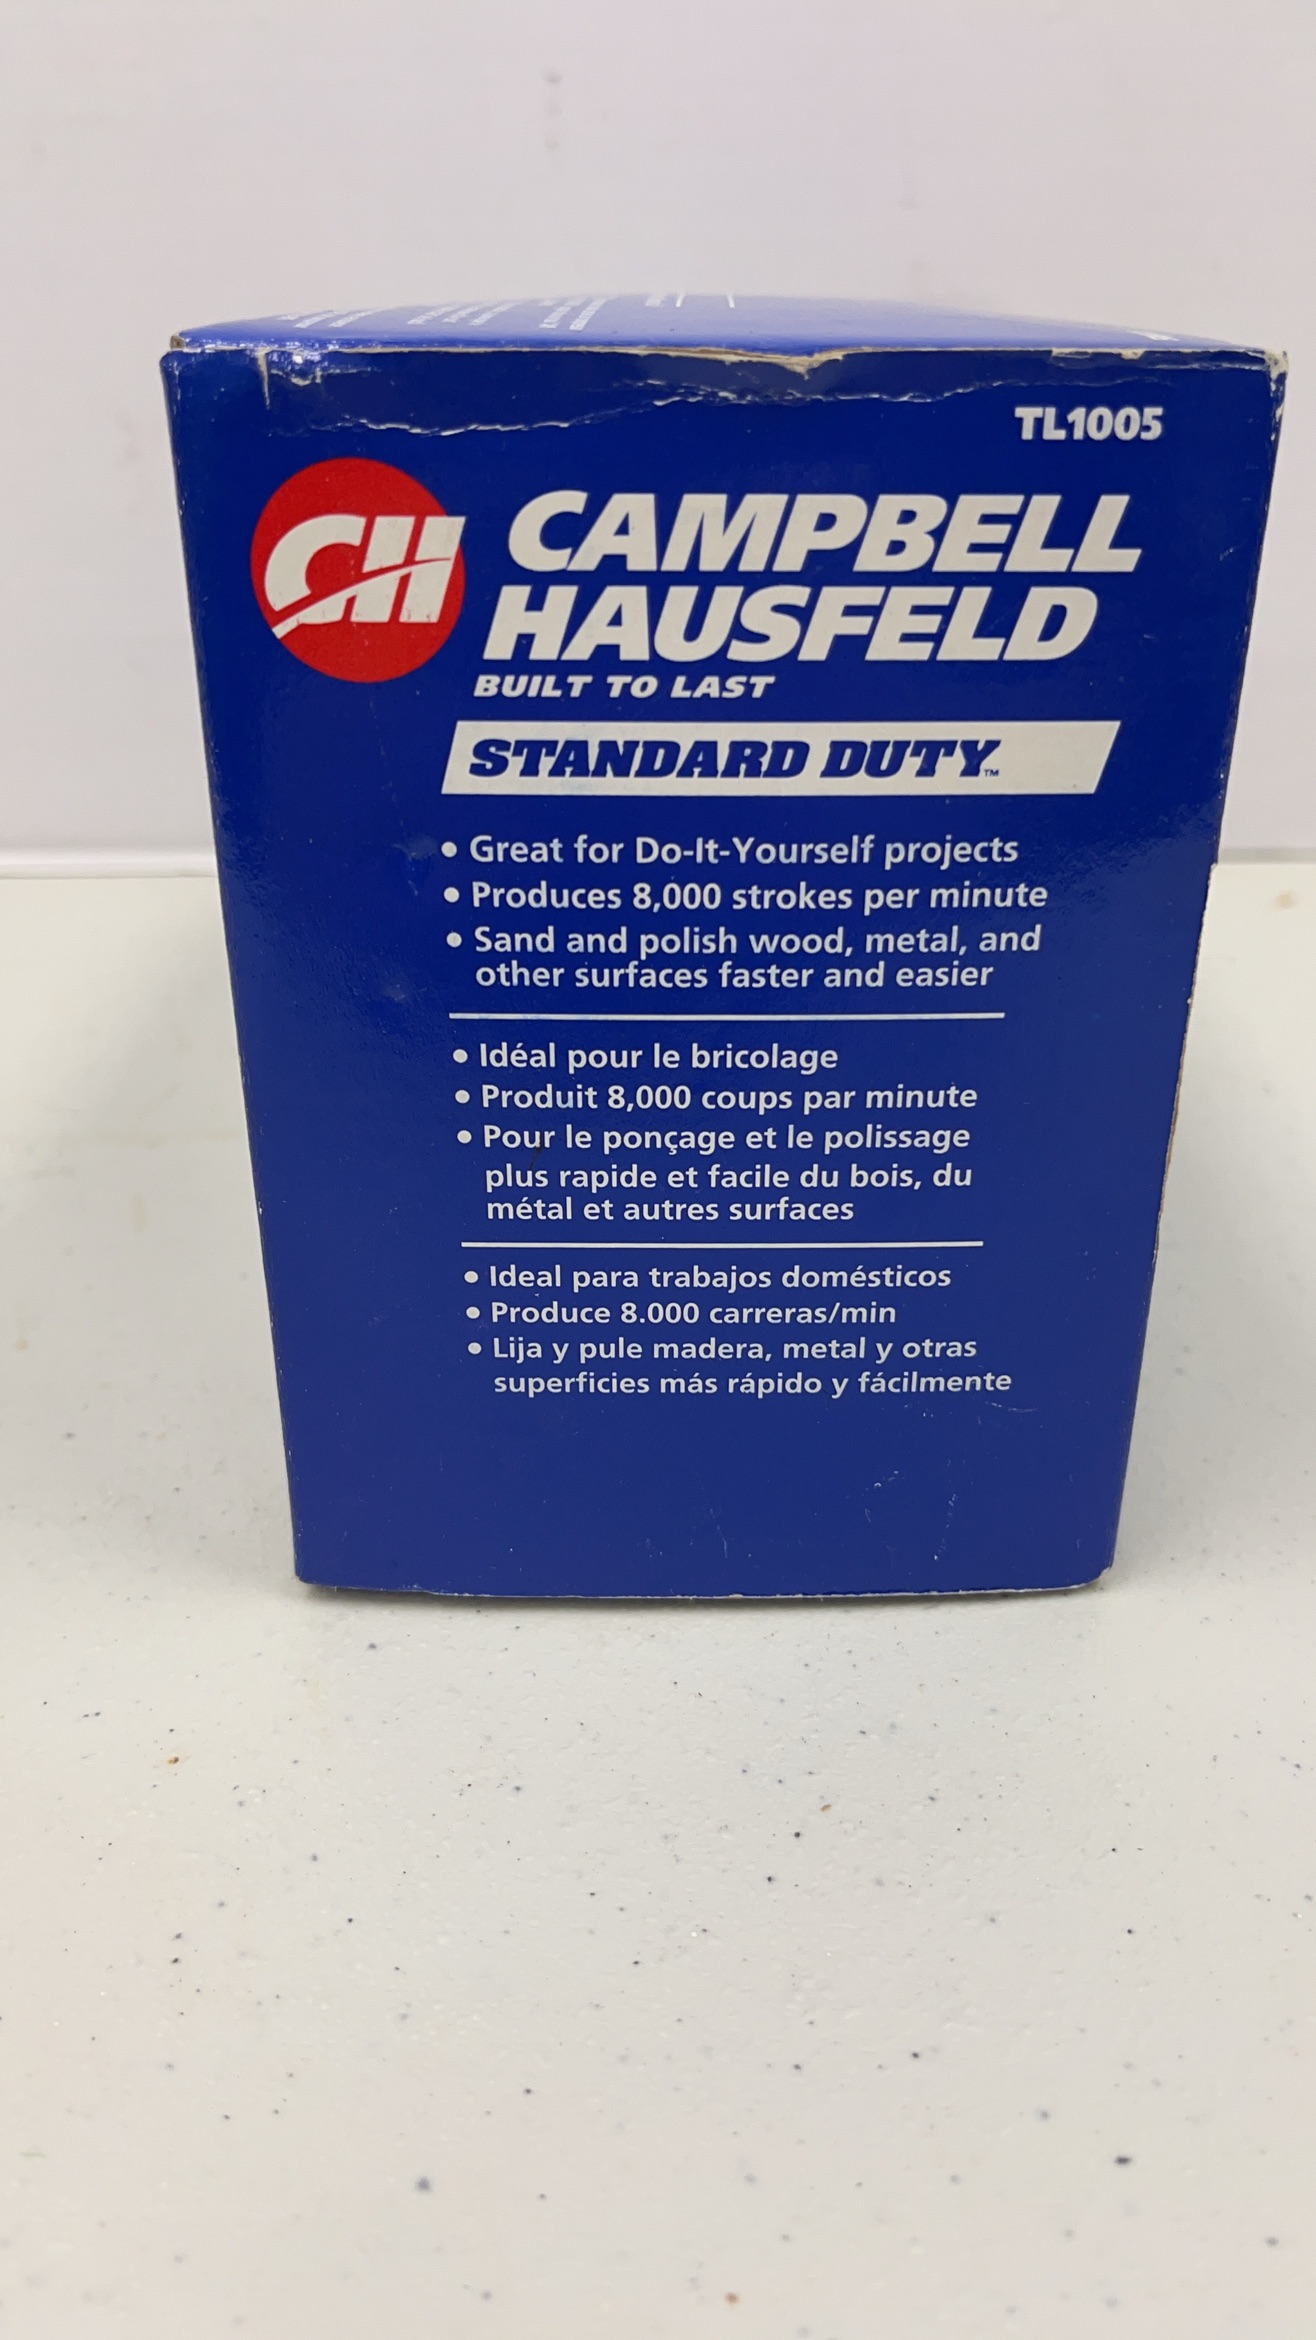 TL1005
CH
CAMPBELL
HAUSFELD
BUILT TO LAST
STANDARD DUTY™
• Great for Do-It-Yourself projects
• Produces 8,000 strokes per minute
• Sand and polish wood, metal, and
other surfaces faster and easier
• Idéal pour le bricolage
• Produit 8,000 coups par minute
• Pour le ponçage et le polissage
plus rapide et facile du bois, du
métal et autres surfaces
• Ideal para trabajos domésticos
• Produce 8.000 carreras/min
• Lija y pule madera, metal y otras
superficies más rápido y fácilmente